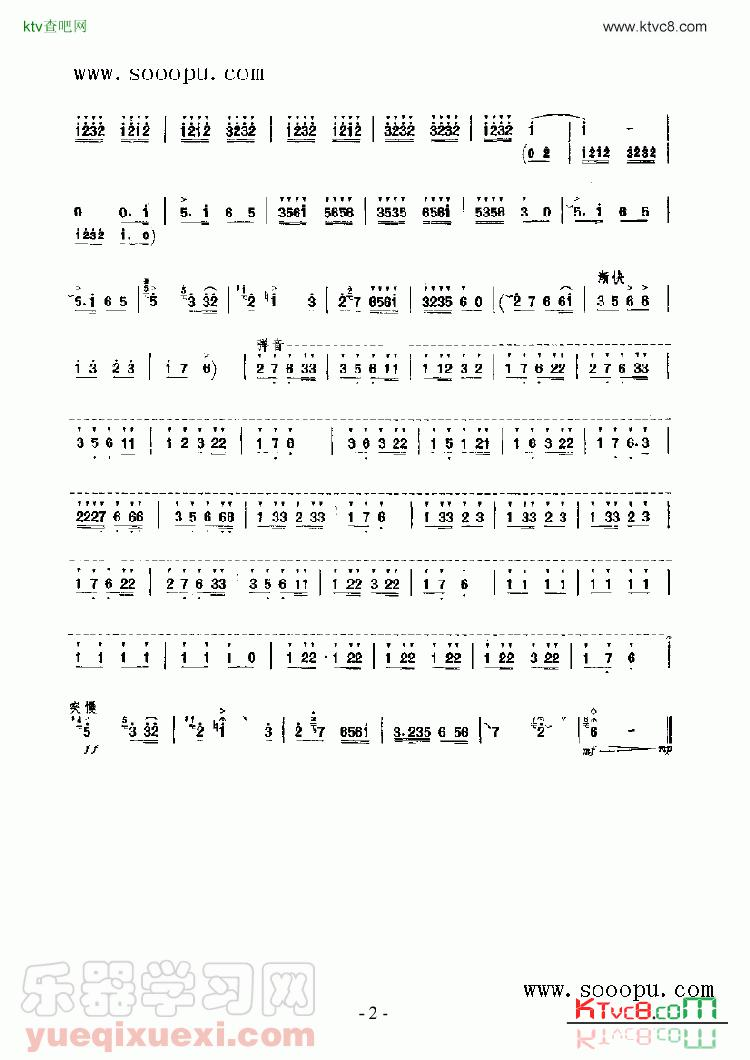 ktv查吧网 www.ktvc8.com
www.sooopu.com
1232 1212 | 1212 3232 | 1232 1212 | 3232 3232 | 1232 1 | 1 -
(0 2 | 1212 3232
0 0.1 | 5.1 6 5 | 3561 5656 | 3535 6561 | 5356 3 0 | 5.1 6 5
1232 1.0)
渐快
5.1 6 5 | 5 3 32 | 2 1 3 | 2 7 6561 | 3235 6 0 | (2 7 6 61 | 3 5 6 6
弹音
1 3 2 3 | 1 7 6) | 2 7 6 33 | 3 5 6 11 | 1 12 3 2 | 1 7 6 22 | 2 7 6 33
3 5 6 11 | 1 2 3 22 | 1 7 6 | 3 6 3 22 | 1 5 1 21 | 1 6 3 22 | 1 7 6.3
2227 6 66 | 3 5 6 66 | 1 33 2 33 | 1 7 6 | 1 33 2 3 | 1 33 2 3 | 1 33 2 3
1 7 6 22 | 2 7 6 33 | 3 5 6 11 | 1 22 3 22 | 1 7 6 | 1 1 1 | 1 1 1
1 1 1 1 | 1 1 1 0 | 1 22 1 22 | 1 22 1 22 | 1 22 3 22 | 1 7 6
突慢
5 3 32 | 2 1 3 | 2 7 6561 | 3.235 6 56 | 7 2 | 6 -
ff mf mp
乐器学习网
yueqixuexi.com
- 2 -
www.sooopu.com
KTvc8.com